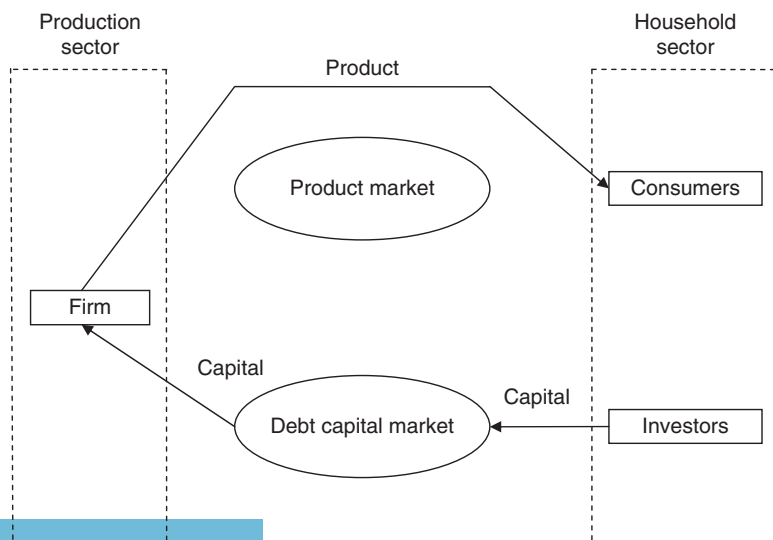 Production
sector
Household
sector
Product
Product market
Consumers
Firm
Capital
Capital
Debt capital market
Investors